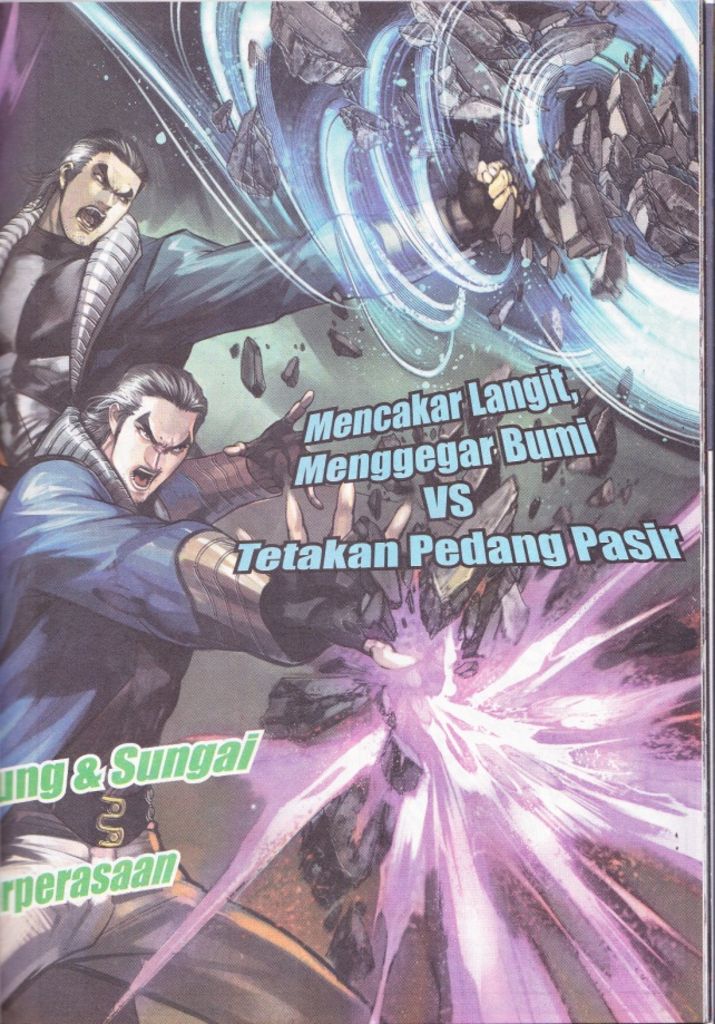 Mencakar Langit,
Menggegar Bumi
VS
Tetakan Pedang Pasir
ung & Sungai
rperasaan